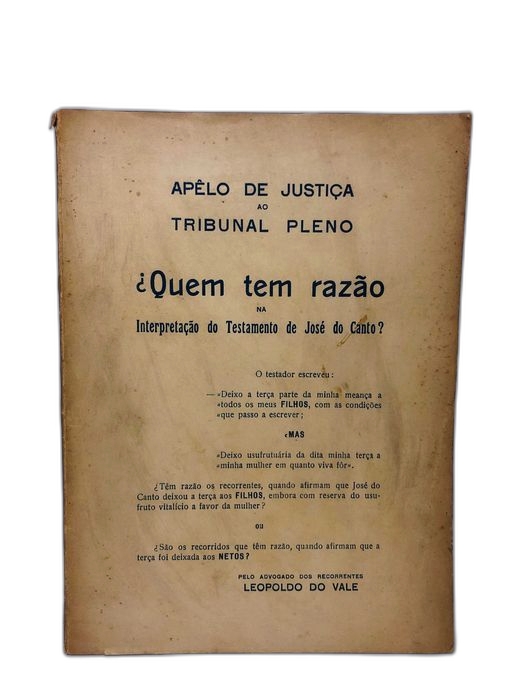 APÊLO DE JUSTIÇA
AO
TRIBUNAL PLENO
¿Quem tem razão
NA
Interpretação do Testamento de José do Canto?
O testador escreveu:
— »Deixo a terça parte da minha meança a
»todos os meus FILHOS, com as condições
»que passo a escrever;
¿MAS
»Deixo usufrutuária da dita minha terça a
»minha mulher em quanto viva fôr«.
¿Têm razão os recorrentes, quando afirmam que José do
Canto deixou a terça aos FILHOS, embora com reserva do usu-
fruto vitalício a favor da mulher?
ou
¿São os recorridos que têm razão, quando afirmam que a
terça foi deixada aos NETOS?
PELO ADVOGADO DOS RECORRENTES
LEOPOLDO DO VALE